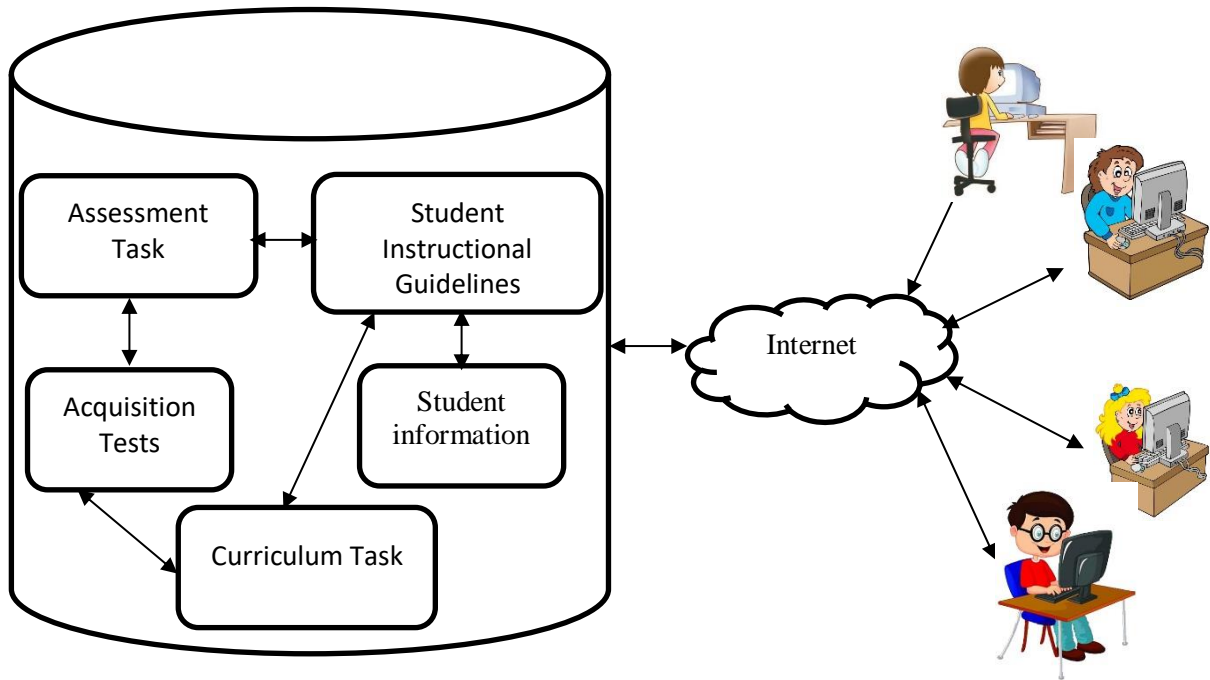 Assessment
Task
Student
Instructional
Guidelines
Acquisition
Tests
Student
information
Curriculum Task
Internet